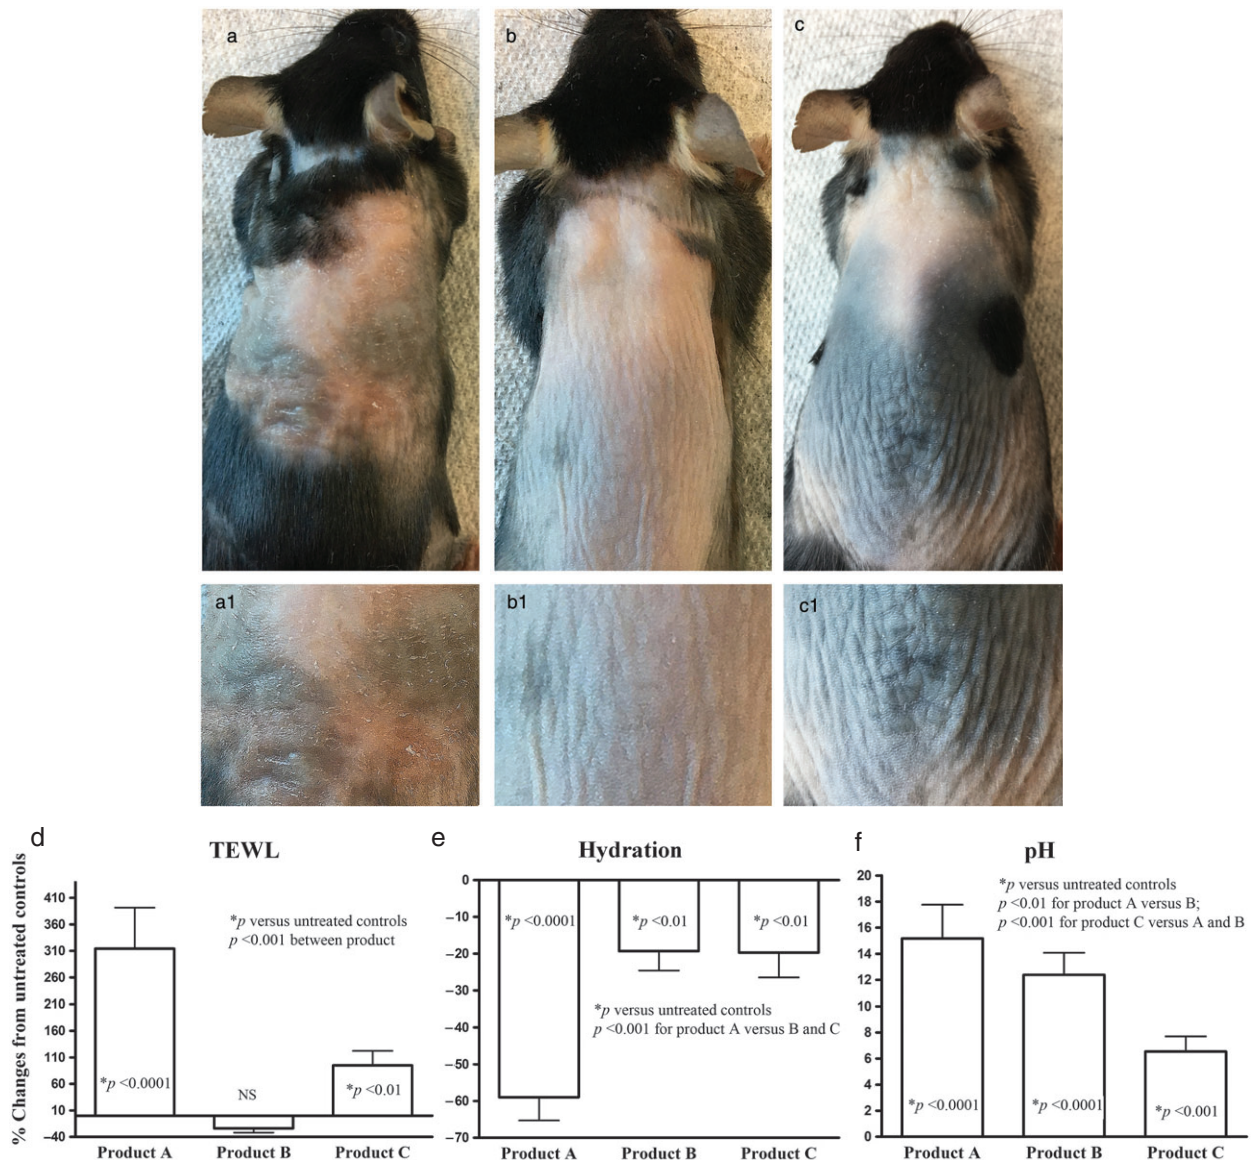 a
b
c
a1
b1
c1
d
TEWL
% Changes from untreated controls
410
360
310
260
210
160
110
60
10
–40
*p versus untreated controls
p <0.001 between product
*p <0.0001
NS
*p <0.01
Product A
Product B
Product C
e
Hydration
0
–10
–20
–30
–40
–50
–60
–70
*p <0.0001
*p <0.01
*p <0.01
*p versus untreated controls
p <0.001 for product A versus B and C
Product A
Product B
Product C
f
pH
20
18
16
14
12
10
8
6
4
2
0
*p versus untreated controls
p <0.01 for product A versus B;
p <0.001 for product C versus A and B
*p <0.0001
*p <0.0001
*p <0.001
Product A
Product B
Product C